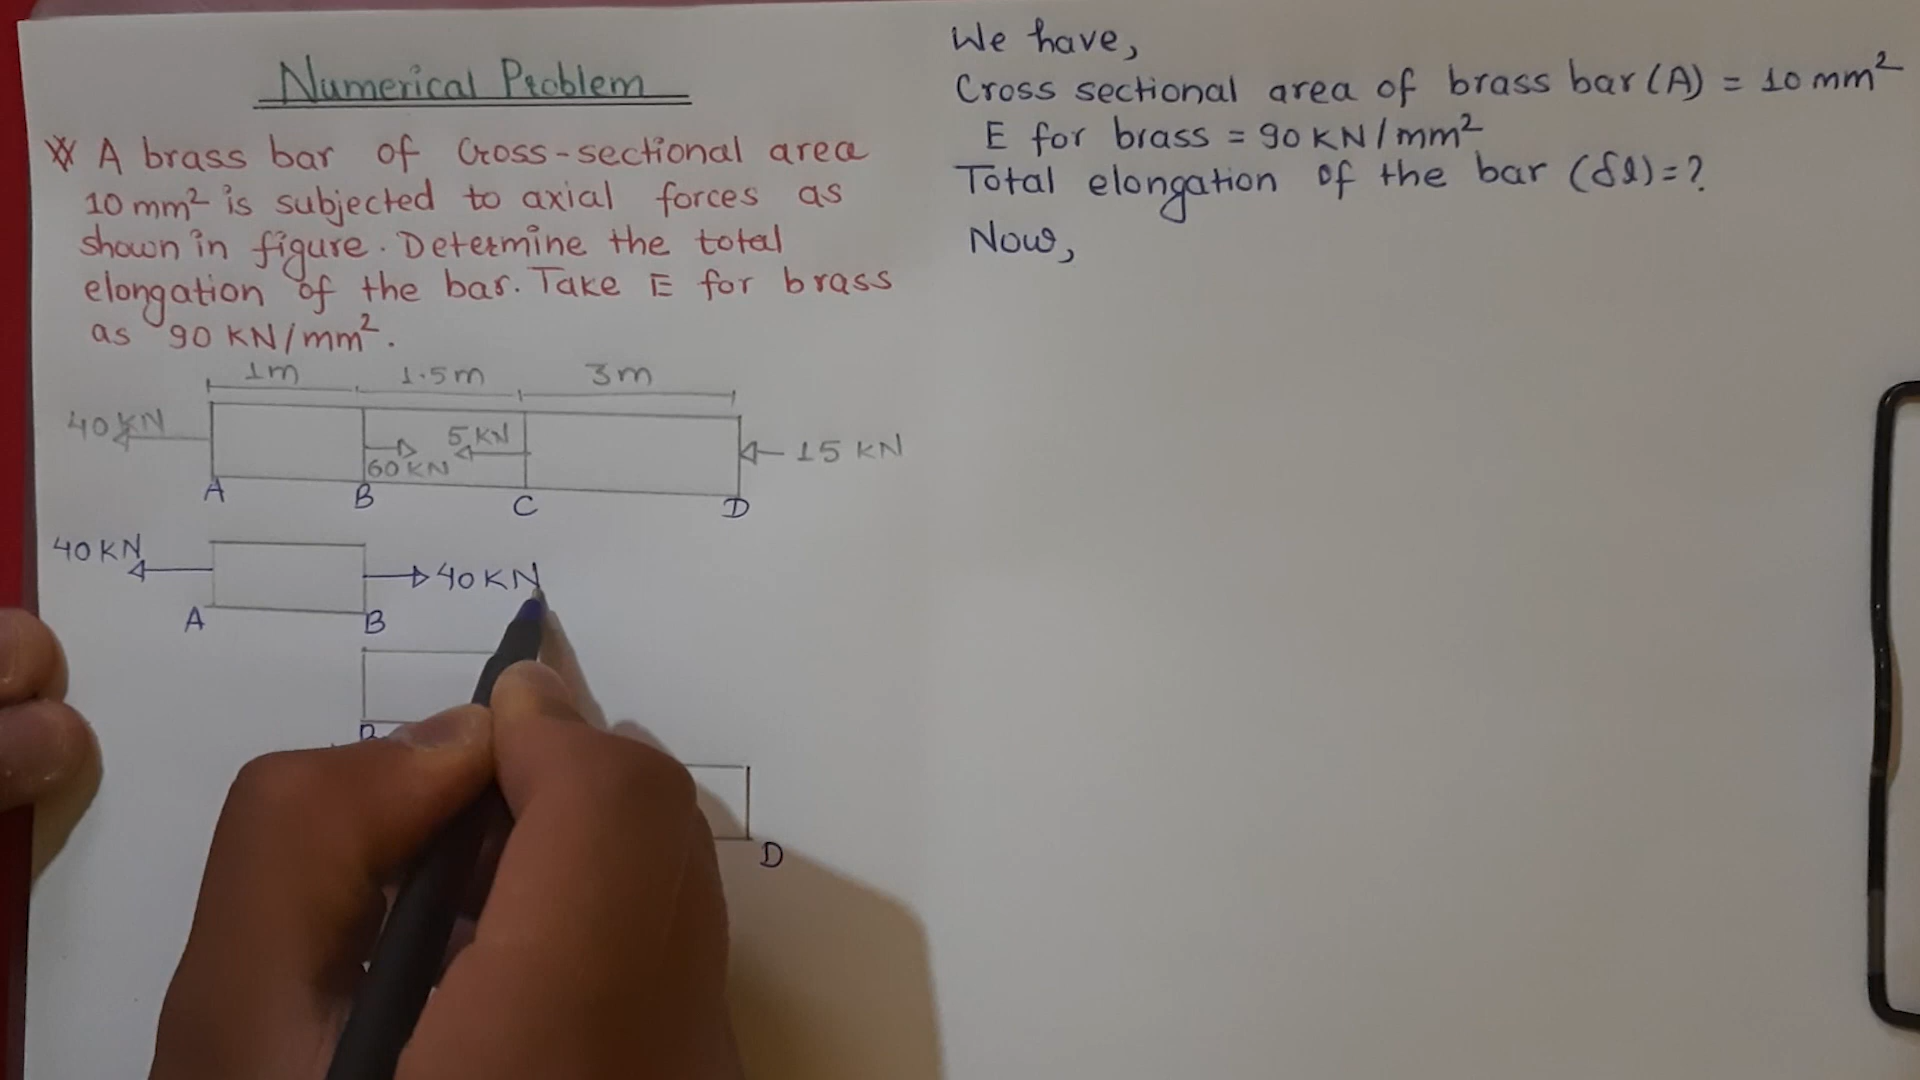 Numerical Problem
※ A brass bar of Cross-sectional area
10 mm² is subjected to axial forces as
shown in figure. Determine the total
elongation of the bar. Take E for brass
as 90 KN/mm².
1m 1.5m 3m
40 KN 5 KN 15 KN
60 KN
A B C D
40 KN 40 KN
A B
D
We have,
Cross sectional area of brass bar (A) = 10 mm²
E for brass = 90 KN/mm²
Total elongation of the bar (δl) = ?
Now,